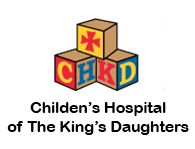 CHKD
Childen's Hospital
of The King's Daughters